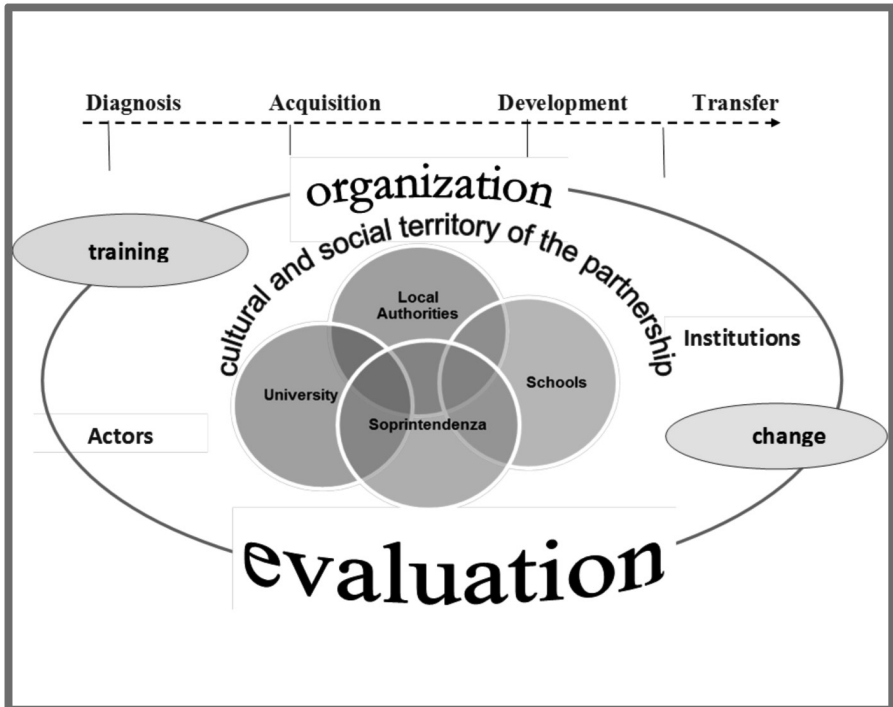 Diagnosis Acquisition Development Transfer
organization
cultural and social territory of the partnership
training
Local
Authorities
Institutions
University
Schools
Soprintendenza
Actors
change
evaluation